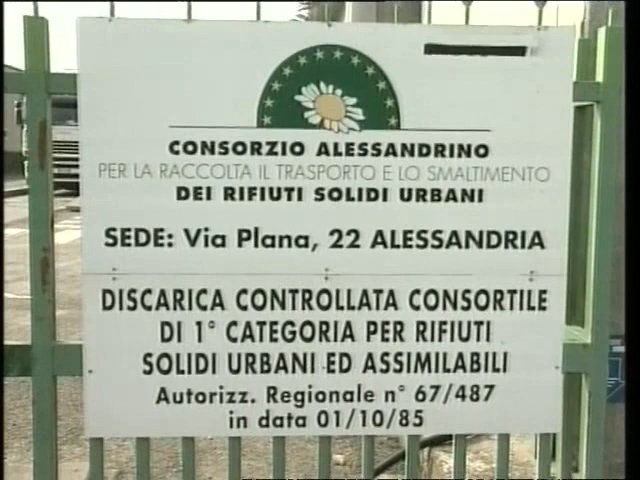 CONSORZIO ALESSANDRINO
PER LA RACCOLTA IL TRASPORTO E LO SMALTIMENTO
DEI RIFIUTI SOLIDI URBANI
SEDE: Via Plana, 22 ALESSANDRIA
DISCARICA CONTROLLATA CONSORTILE
DI 1° CATEGORIA PER RIFIUTI
SOLIDI URBANI ED ASSIMILABILI
Autorizz. Regionale n° 67/487
in data 01/10/85